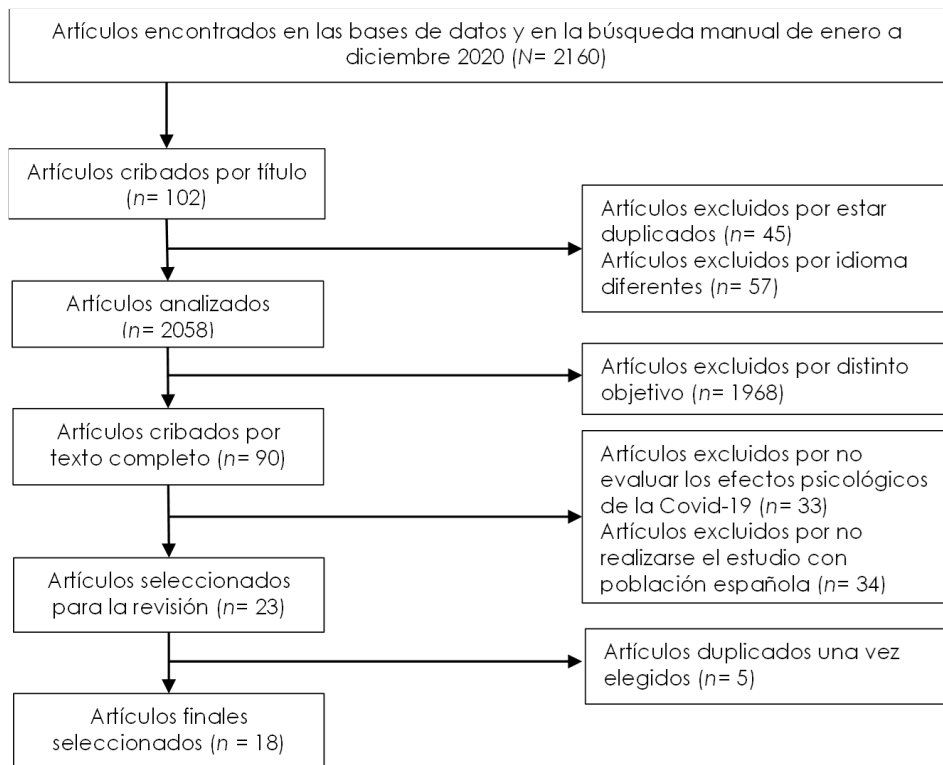 Artículos encontrados en las bases de datos y en la búsqueda manual de enero a
diciembre 2020 (N= 2160)
Artículos cribados por título
(n= 102)
Artículos excluidos por estar
duplicados (n= 45)
Artículos excluidos por idioma
diferentes (n= 57)
Artículos analizados
(n= 2058)
Artículos excluidos por distinto
objetivo (n= 1968)
Artículos cribados por
texto completo (n= 90)
Artículos excluidos por no
evaluar los efectos psicológicos
de la Covid-19 (n= 33)
Artículos excluidos por no
realizarse el estudio con
población española (n= 34)
Artículos seleccionados
para la revisión (n= 23)
Artículos duplicados una vez
elegidos (n= 5)
Artículos finales
seleccionados (n = 18)